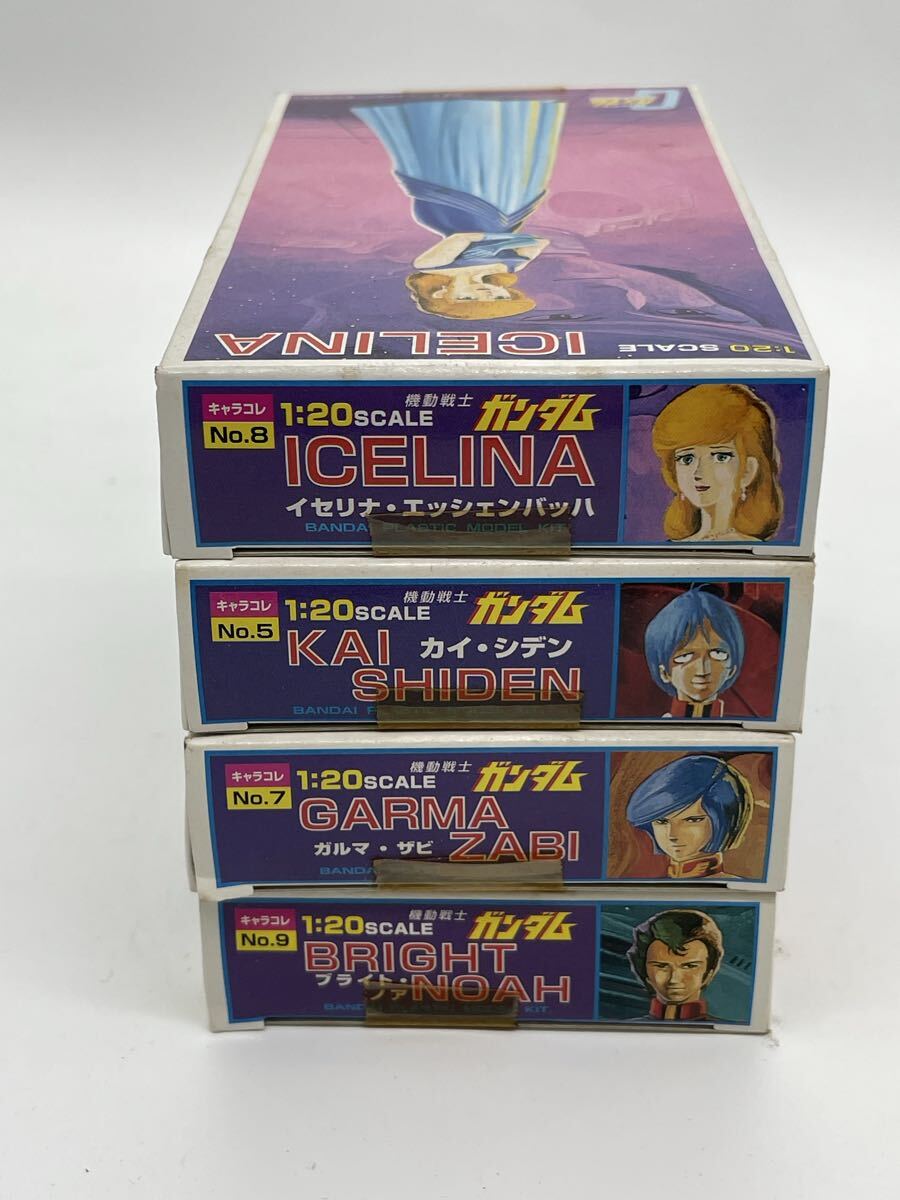 ICELINA
1:20 SCALE
キャラコレ
No.8
1:20SCALE
機動戦士
ガンダム
ICELINA
イセリナ・エッシェンバッハ
BANDAI PLASTIC MODEL KIT
キャラコレ
No.5
1:20SCALE
機動戦士
ガンダム
KAI
カイ・シデン
SHIDEN
BANDAI
キャラコレ
No.7
1:20SCALE
機動戦士
ガンダム
GARMA
ガルマ・ザビ
ZABI
キャラコレ
No.9
1:20SCALE
機動戦士
ガンダム
BRIGHT
ブライト・
ノア
NOAH
KIT